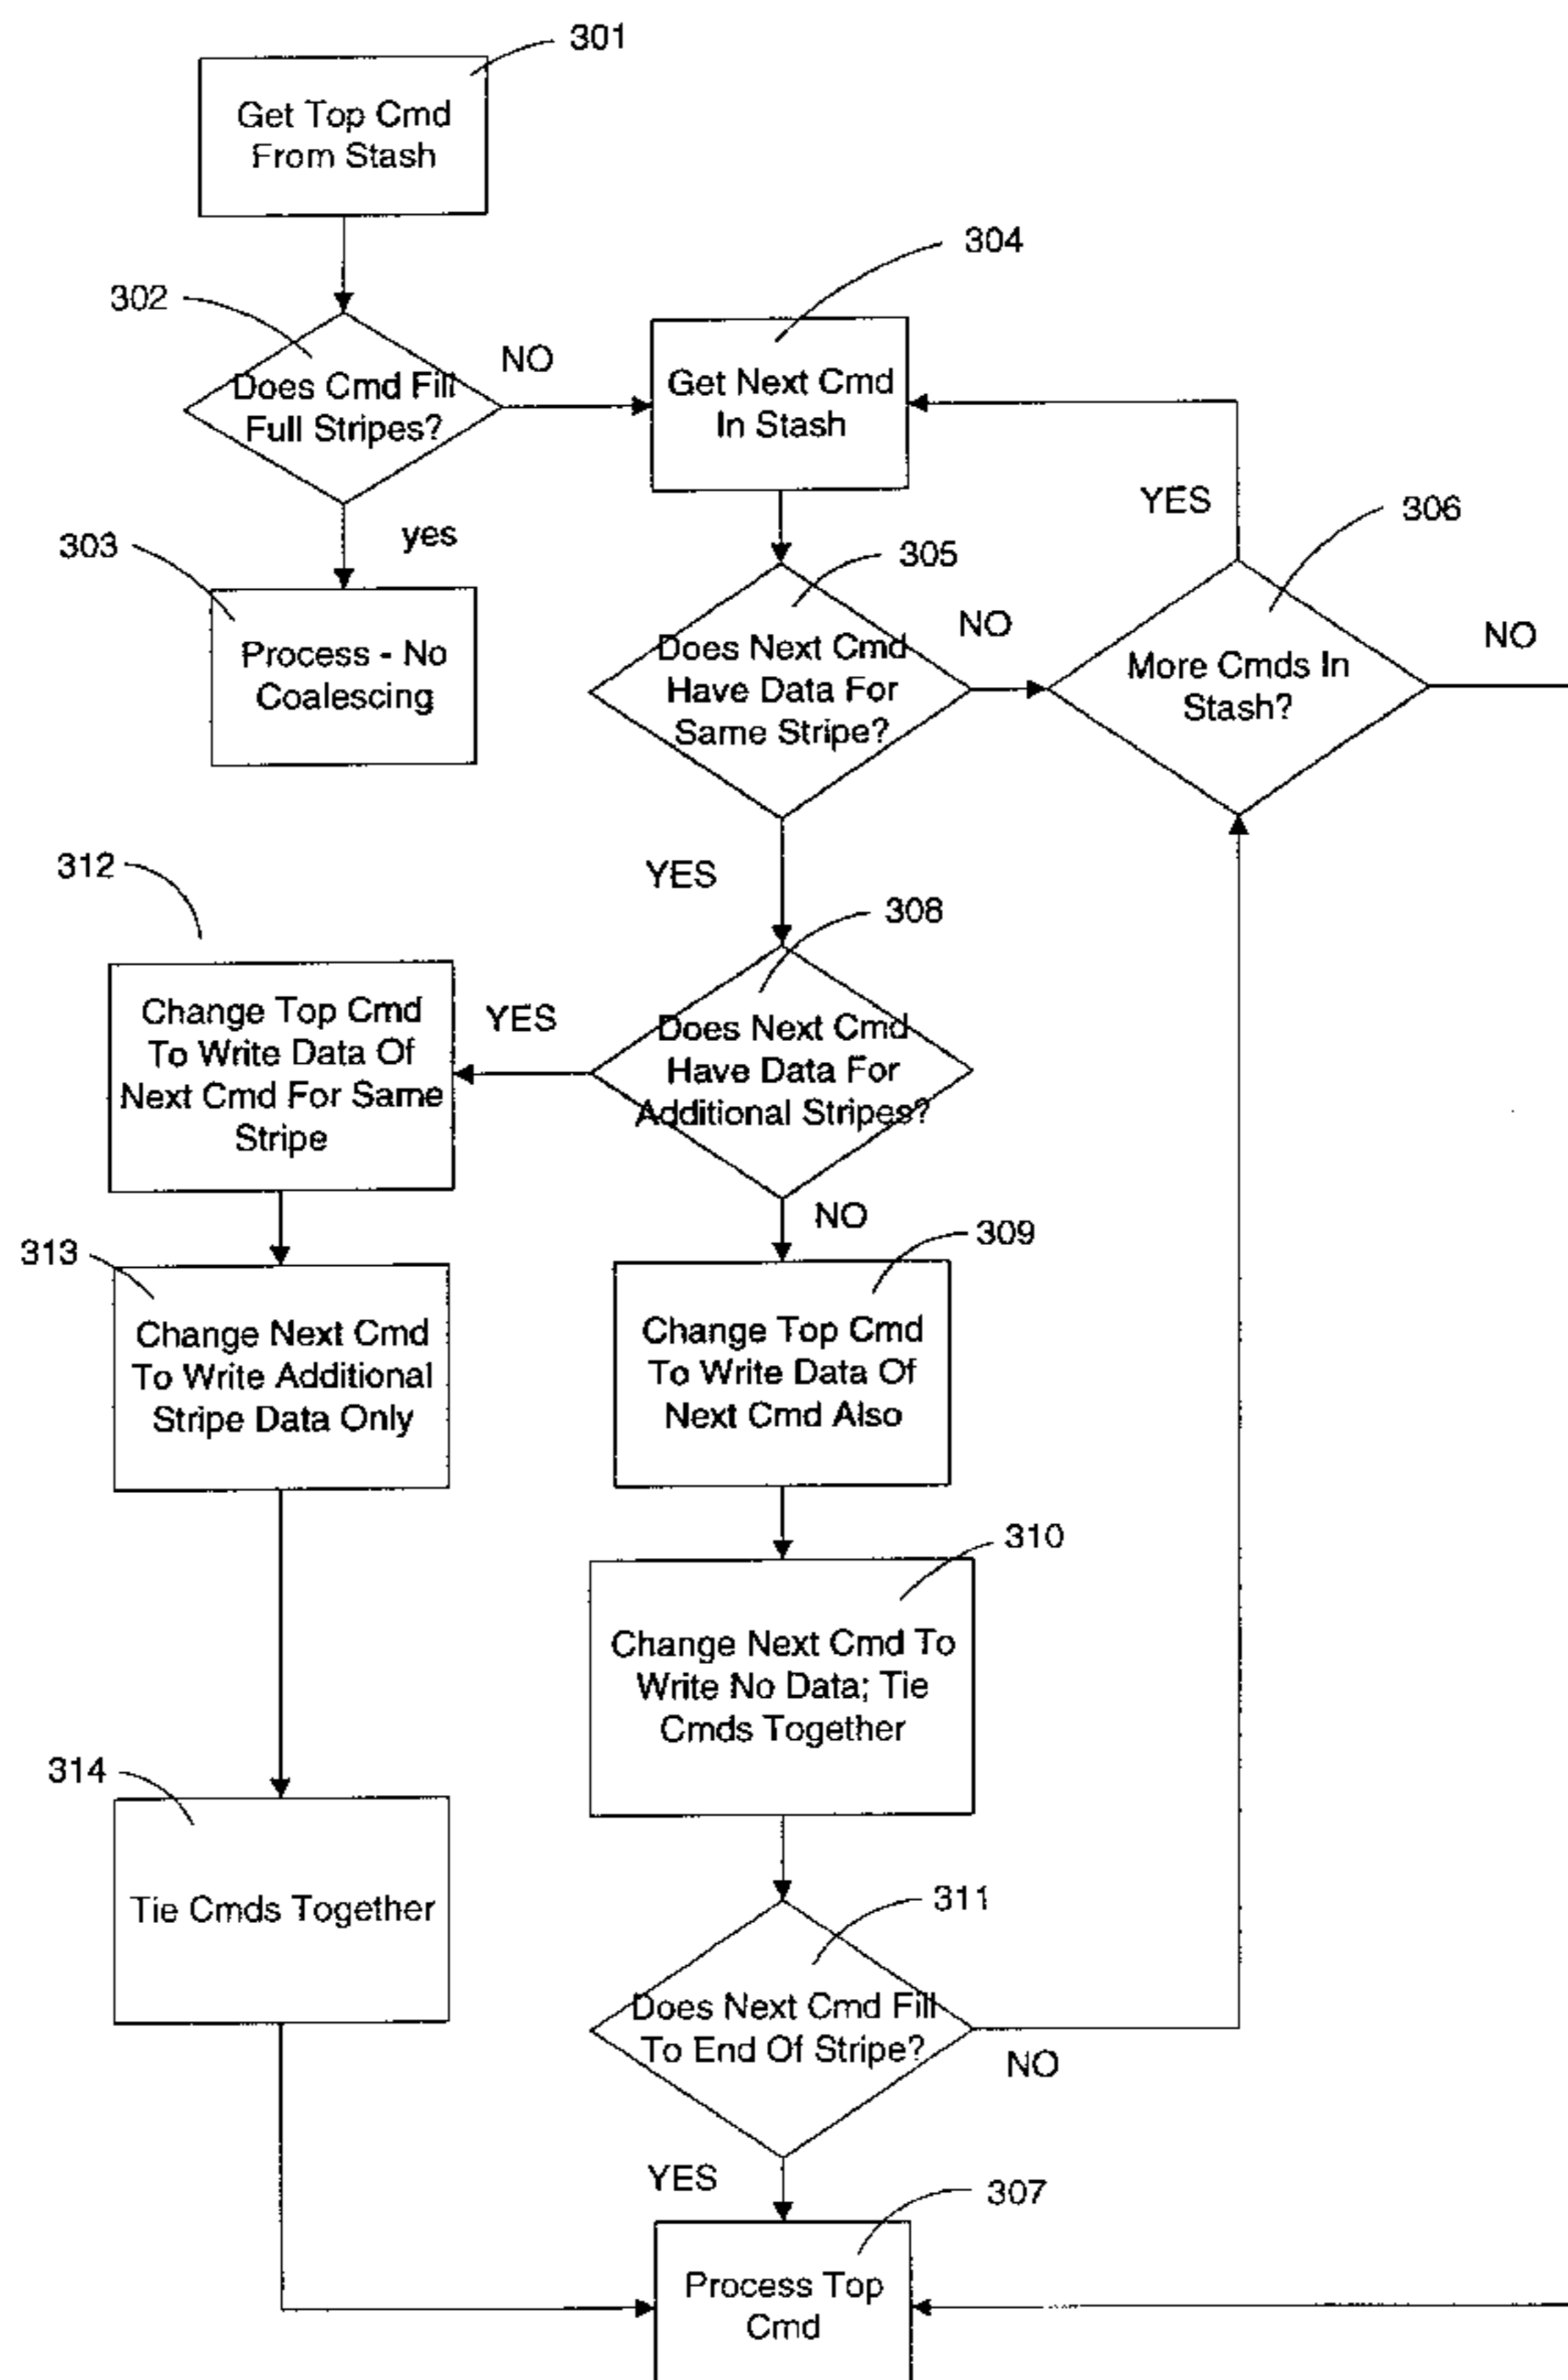 301
Get Top Cmd
From Stash
302
Does Cmd Fill
Full Stripes?
NO
yes
303
Process - No
Coalescing
304
Get Next Cmd
In Stash
305
Does Next Cmd
Have Data For
Same Stripe?
NO
YES
306
More Cmds In
Stash?
YES
NO
308
Does Next Cmd
Have Data For
Additional Stripes?
YES
NO
312
Change Top Cmd
To Write Data Of
Next Cmd For Same
Stripe
313
Change Next Cmd
To Write Additional
Stripe Data Only
314
Tie Cmds Together
309
Change Top Cmd
To Write Data Of
Next Cmd Also
310
Change Next Cmd To
Write No Data; Tie
Cmds Together
311
Does Next Cmd Fill
To End Of Stripe?
NO
YES
307
Process Top
Cmd